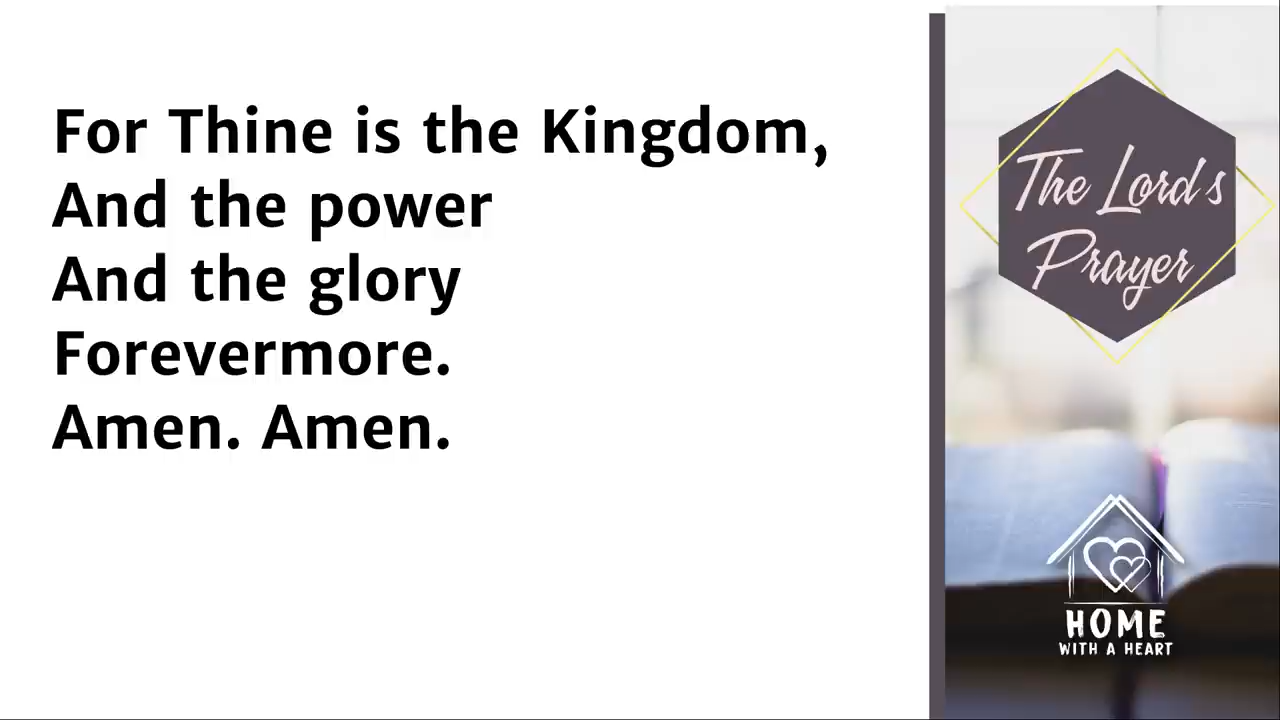 For Thine is the Kingdom,
And the power
And the glory
Forevermore.
Amen. Amen.
The Lord's
Prayer
HOME
WITH A HEART